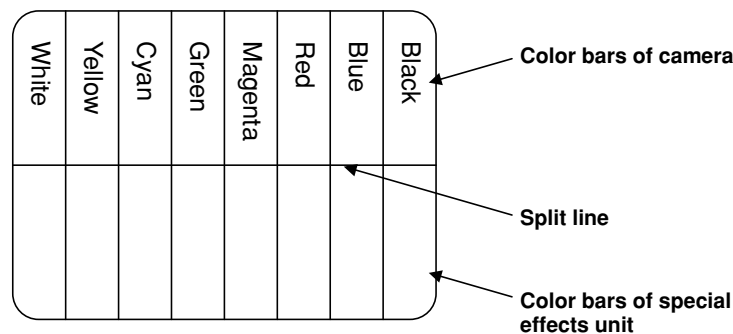 White
Yellow
Cyan
Green
Magenta
Red
Blue
Black
Color bars of camera
Split line
Color bars of special
effects unit